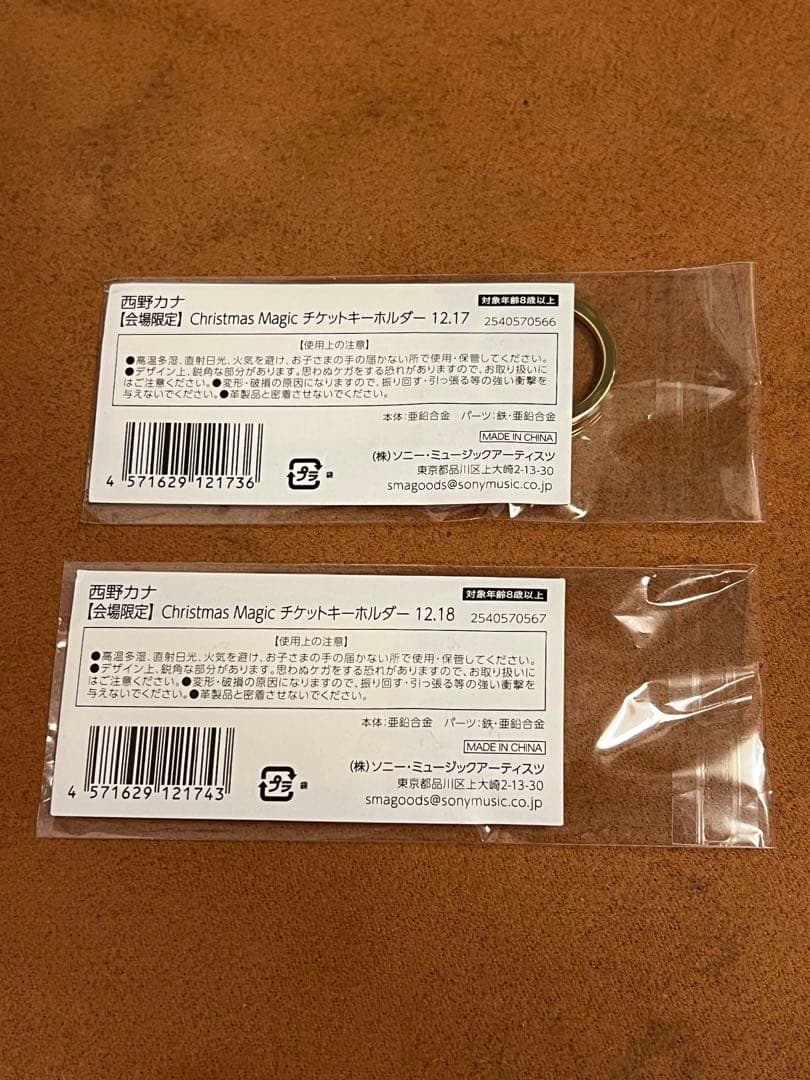 西野カナ
対象年齢8歳以上
【会場限定】Christmas Magic チケットキーホルダー 12.17 2540570566
【使用上の注意】
●高温多湿、直射日光、火気を避け、お子さまの手の届かない所で使用・保管してください。
●デザイン上、鋭角な部分があります。思わぬケガをする恐れがありますので、お取り扱いに
はご注意ください。●変形・破損の原因になりますので、振り回す・引っ張る等の強い衝撃を
与えないでください。●革製品と密着させないでください。
本体:亜鉛合金 パーツ:鉄・亜鉛合金
MADE IN CHINA
(株)ソニー・ミュージックアーティスツ
東京都品川区上大崎2-13-30
smagoods@sonymusic.co.jp
4 571629 121736
プラ 袋
西野カナ
対象年齢8歳以上
【会場限定】Christmas Magic チケットキーホルダー 12.18 2540570567
【使用上の注意】
●高温多湿、直射日光、火気を避け、お子さまの手の届かない所で使用・保管してください。
●デザイン上、鋭角な部分があります。思わぬケガをする恐れがありますので、お取り扱いに
はご注意ください。●変形・破損の原因になりますので、振り回す・引っ張る等の強い衝撃を
与えないでください。●革製品と密着させないでください。
本体:亜鉛合金 パーツ:鉄・亜鉛合金
MADE IN CHINA
(株)ソニー・ミュージックアーティスツ
東京都品川区上大崎2-13-30
smagoods@sonymusic.co.jp
4 571629 121743
プラ 袋